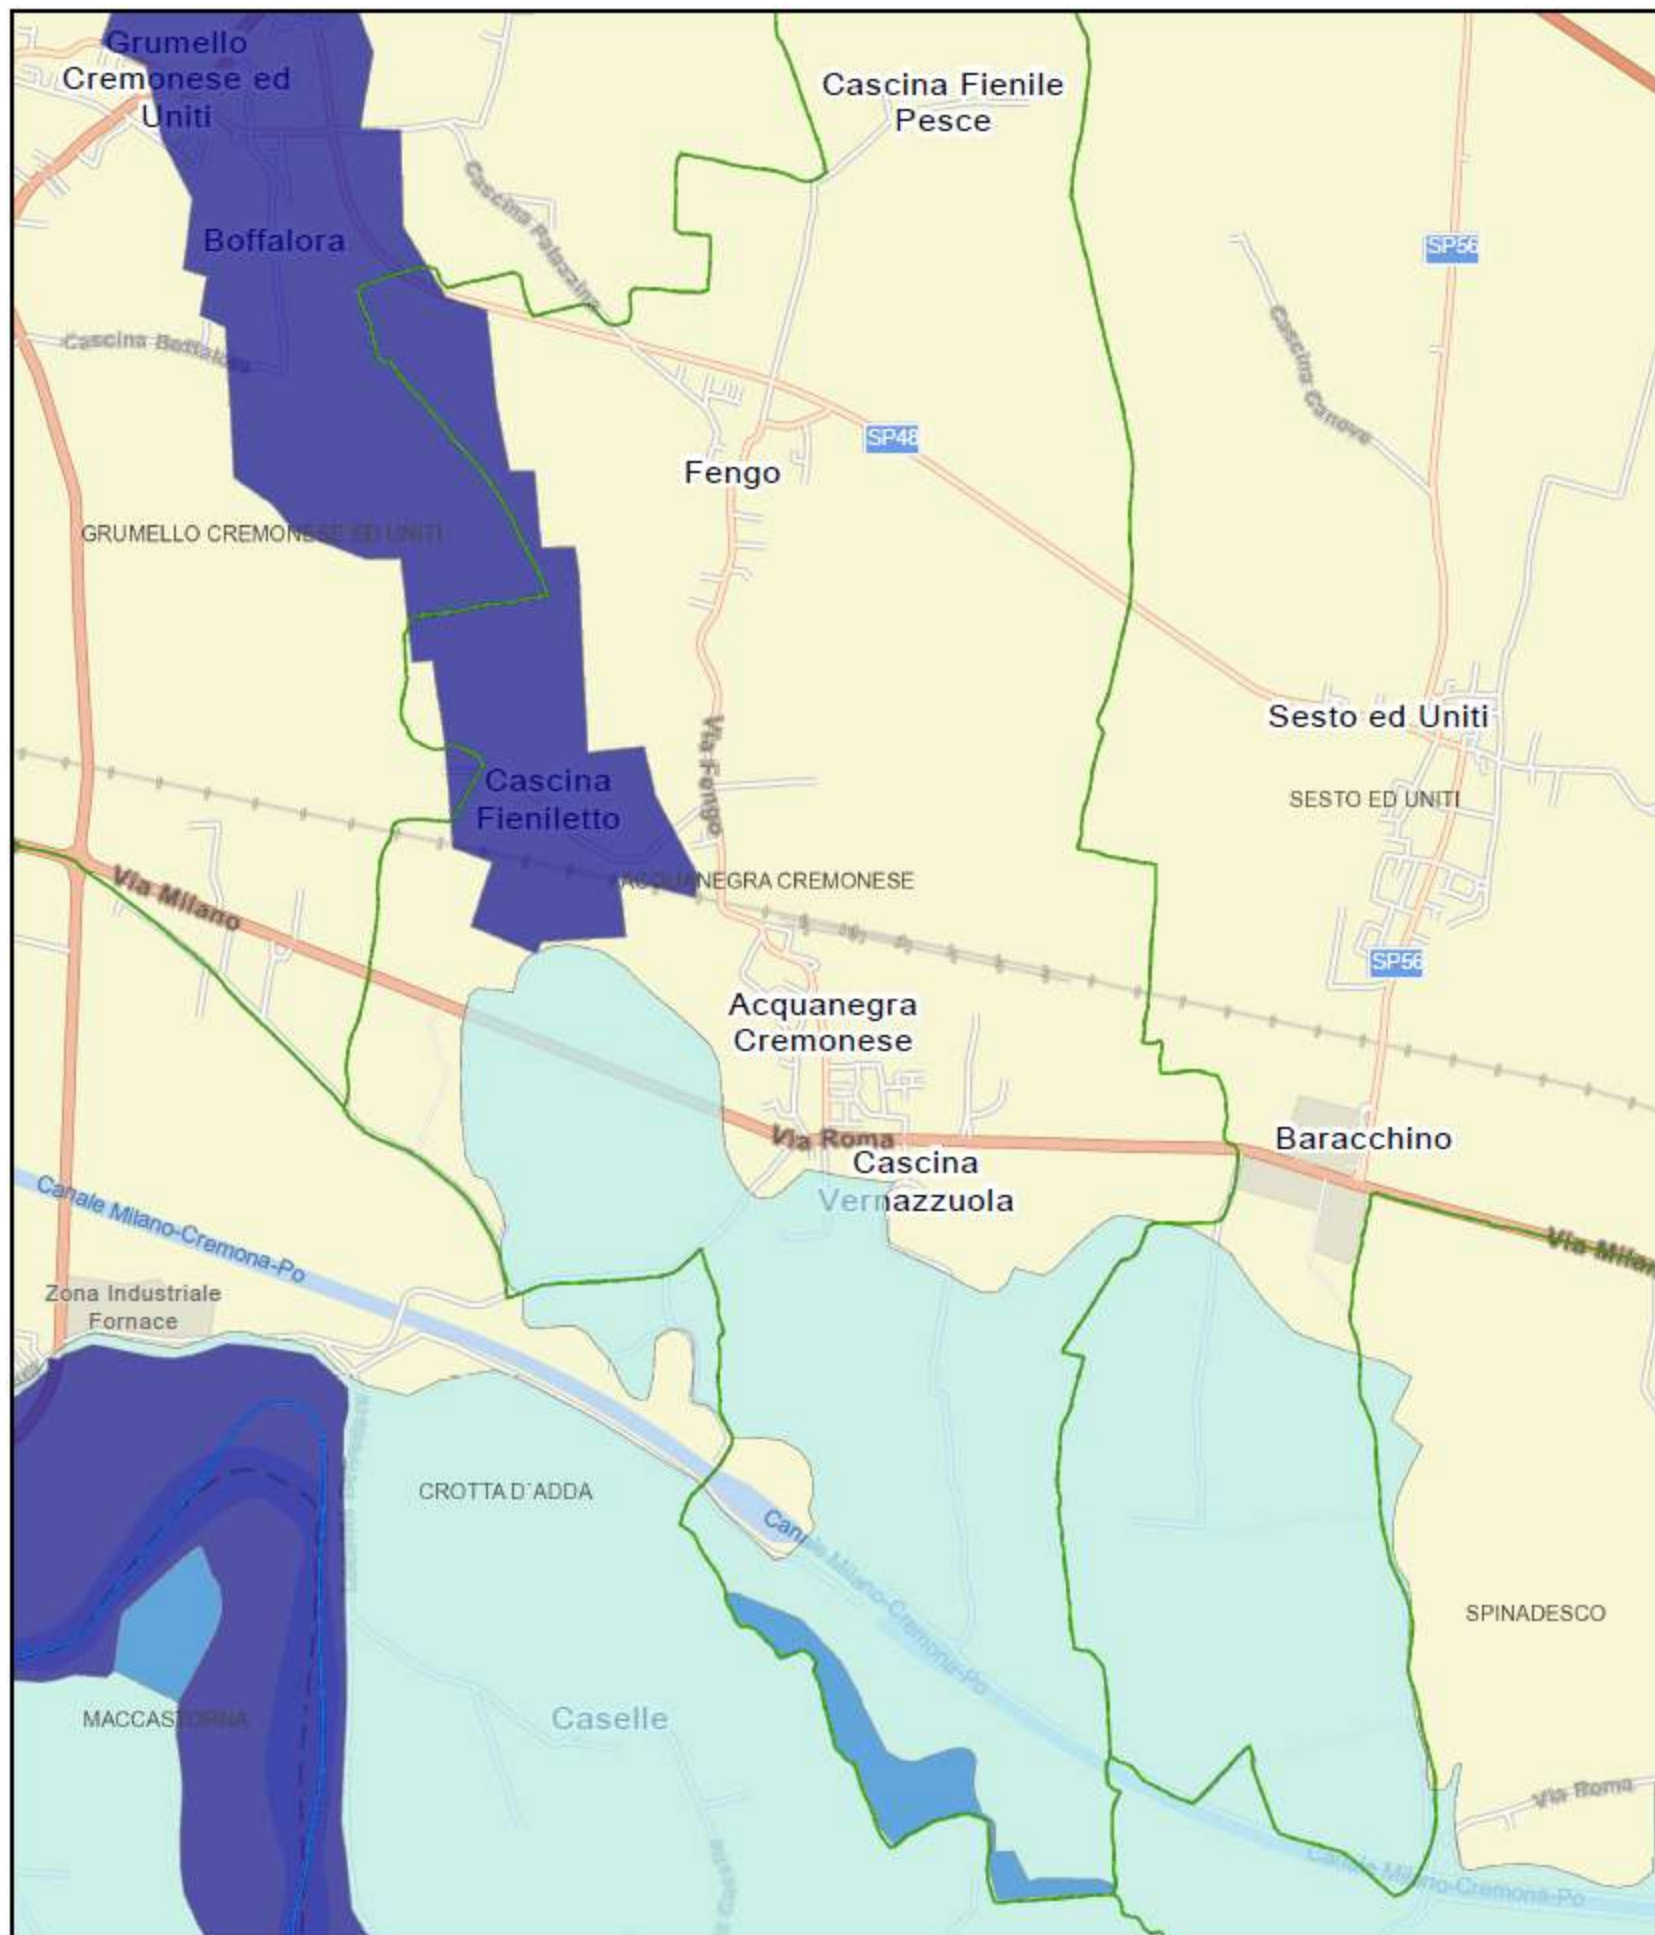 Grumello
Cremonese ed
Uniti
Cascina Fienile
Pesce
Cascina Palazzina
Boffalora
SP56
Cascina Boffalora
Cascina Canova
SP48
Fengo
GRUMELLO CREMONESE ED UNITI
Sesto ed Uniti
Via Fengo
Cascina
Fieniletto
SESTO ED UNITI
ACQUANEGRA CREMONESE
Via Milano
SP56
Acquanegra
Cremonese
Via Roma
Baracchino
Cascina
Vernazzuola
Canale Milano-Cremona-Po
Via Milan
Zona Industriale
Fornace
CROTTA D`ADDA
Canale Milano-Cremona-Po
SPINADESCO
MACCASTORNA
Caselle
Via Roma
Canale Milano-Cremona-Po